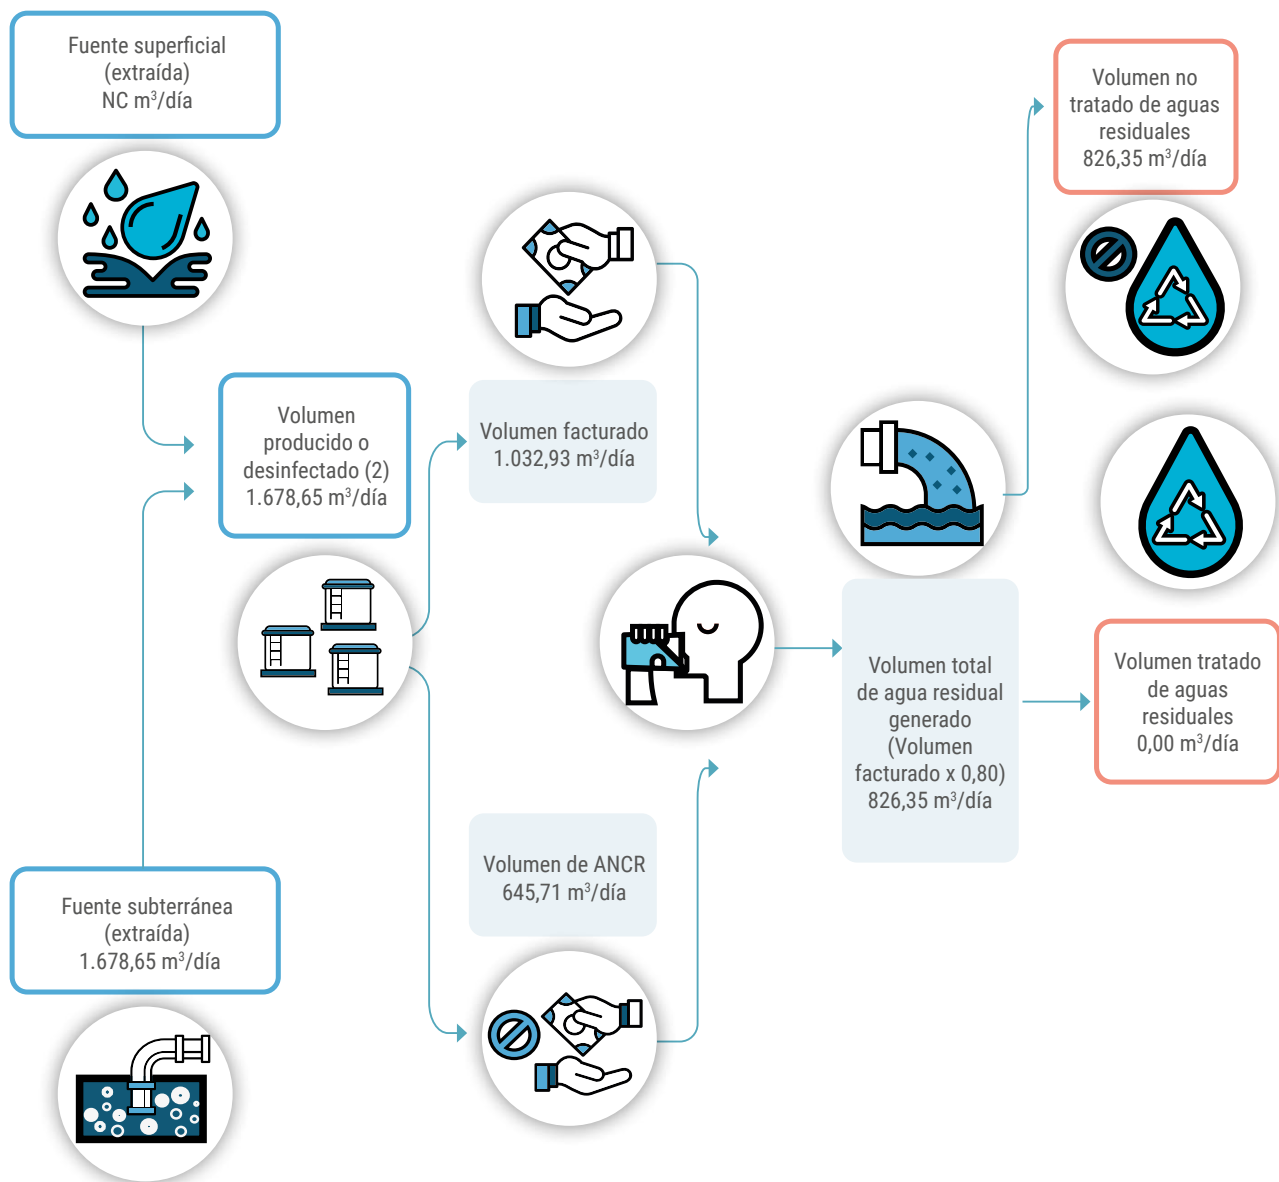 Fuente superficial
(extraída)
NC m³/día
Fuente subterránea
(extraída)
1.678,65 m³/día
Volumen
producido o
desinfectado (2)
1.678,65 m³/día
Volumen facturado
1.032,93 m³/día
Volumen de ANCR
645,71 m³/día
Volumen total
de agua residual
generado
(Volumen
facturado x 0,80)
826,35 m³/día
Volumen no
tratado de aguas
residuales
826,35 m³/día
Volumen tratado
de aguas
residuales
0,00 m³/día